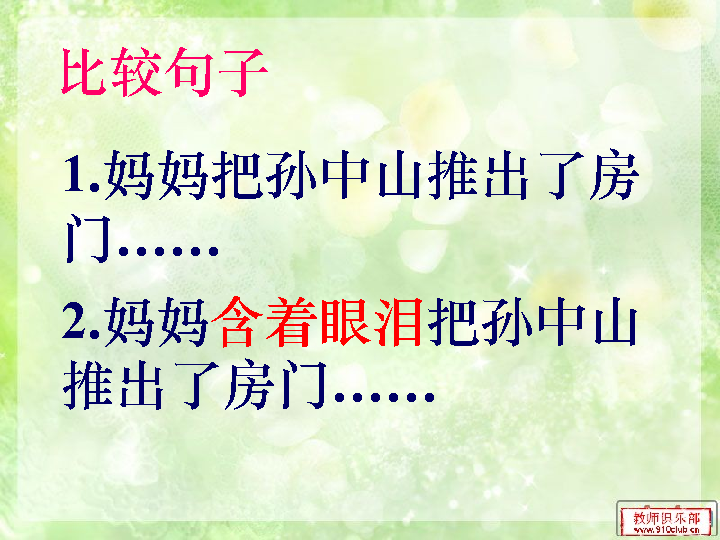 比较句子
1.妈妈把孙中山推出了房
门……
2.妈妈含着眼泪把孙中山
推出了房门……
教师俱乐部
www.910club.cn